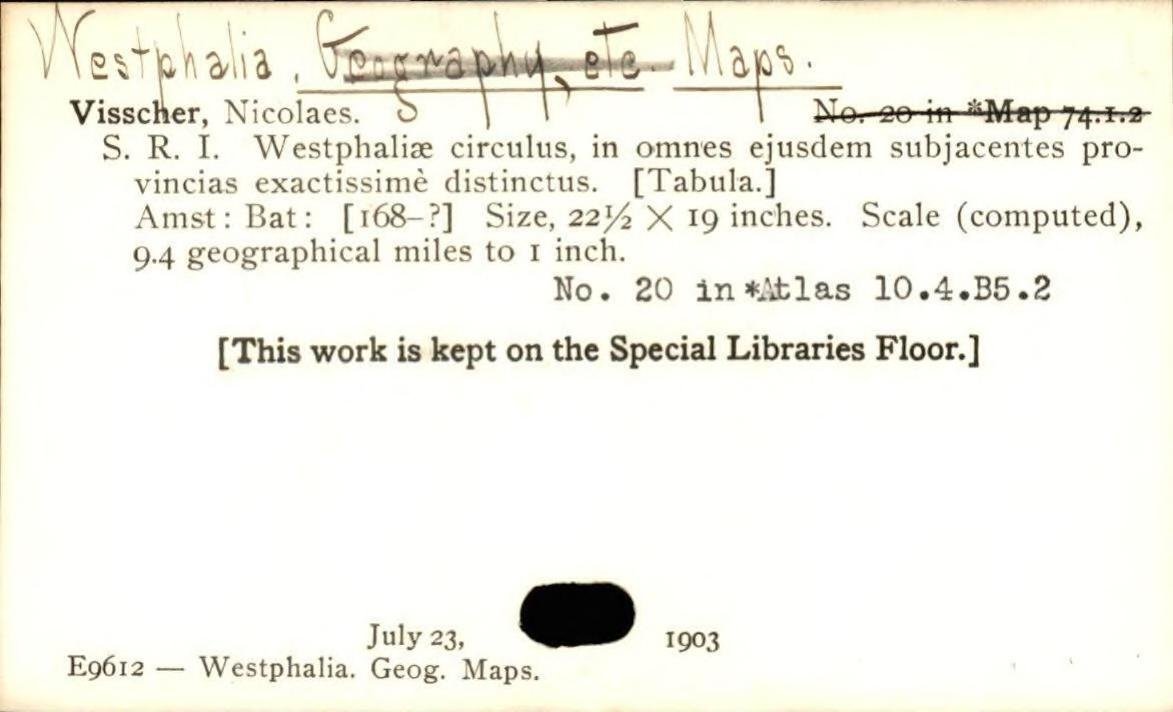 Westphalia. Geography, etc. Maps.
Visscher, Nicolaes. No. 20 in *Map 74.1.2
S. R. I. Westphaliæ circulus, in omnes ejusdem subjacentes pro-
vincias exactissimè distinctus. [Tabula.]
Amst: Bat: [168-?] Size, 22½ X 19 inches. Scale (computed),
9.4 geographical miles to 1 inch.
No. 20 in *Atlas 10.4.B5.2
[This work is kept on the Special Libraries Floor.]
July 23, 1903
E9612 — Westphalia. Geog. Maps.